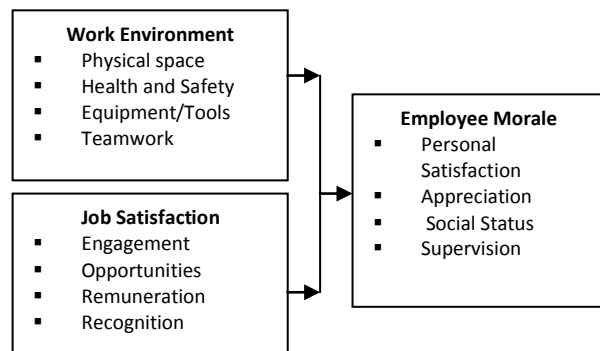 Work Environment
▪ Physical space
▪ Health and Safety
▪ Equipment/Tools
▪ Teamwork
Job Satisfaction
▪ Engagement
▪ Opportunities
▪ Remuneration
▪ Recognition
Employee Morale
▪ Personal
Satisfaction
▪ Appreciation
▪ Social Status
▪ Supervision